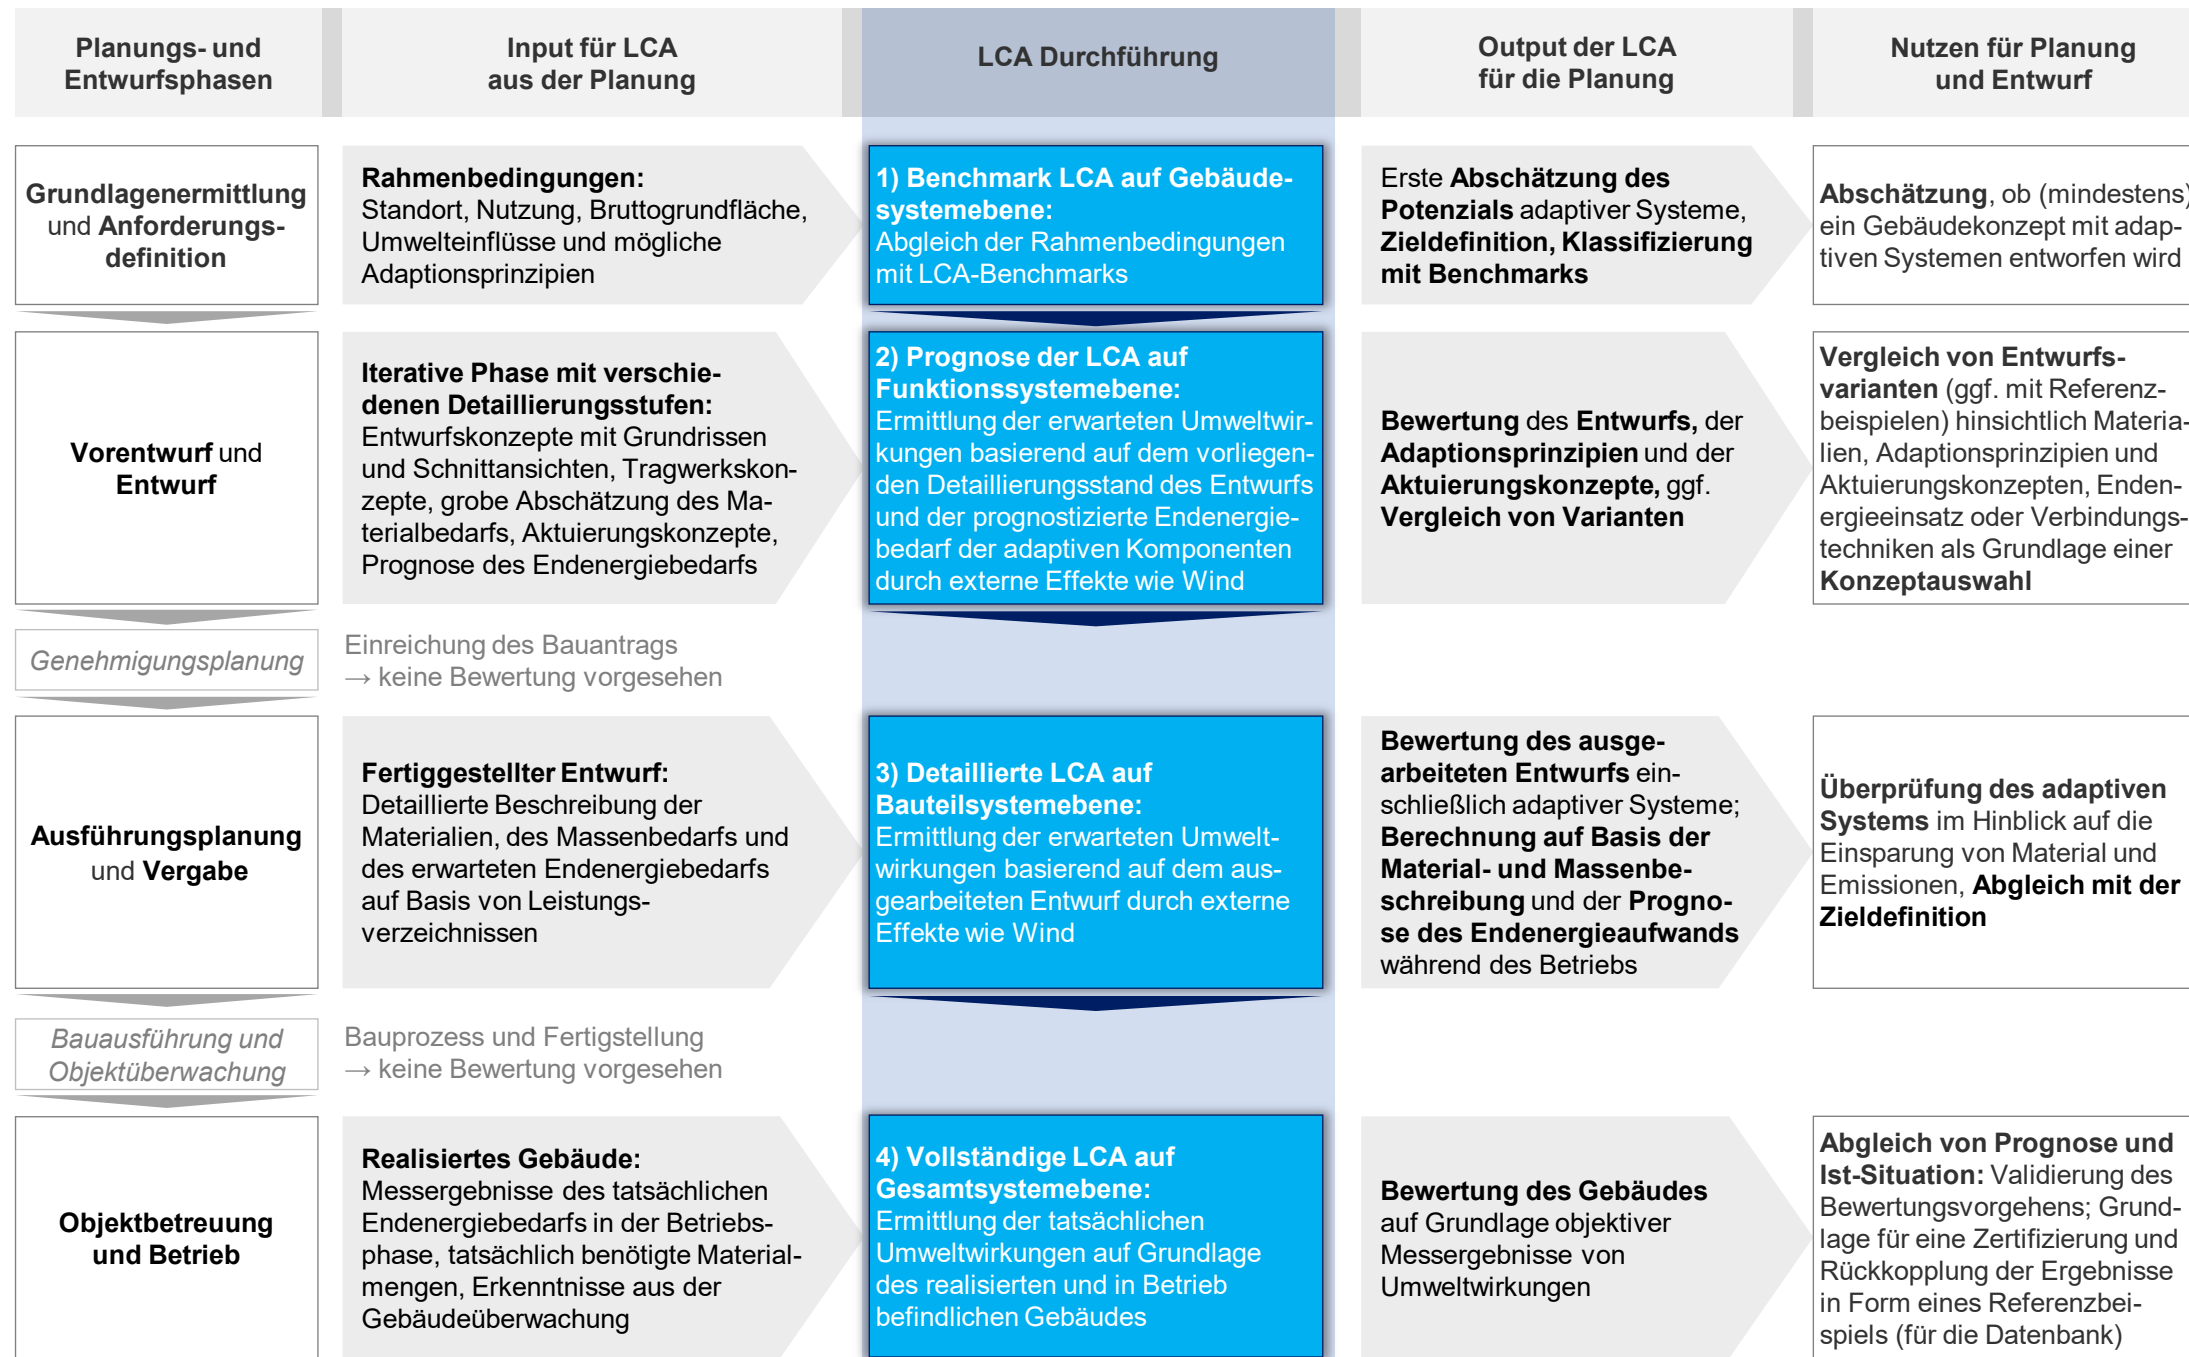 Planungs- und
Entwurfsphasen
Input für LCA
aus der Planung
LCA Durchführung
Output der LCA
für die Planung
Nutzen für Planung
und Entwurf
Grundlagenermittlung
und Anforderungs-
definition
Rahmenbedingungen:
Standort, Nutzung, Bruttogrundfläche,
Umwelteinflüsse und mögliche
Adaptionsprinzipien
1) Benchmark LCA auf Gebäude-
systemebene:
Abgleich der Rahmenbedingungen
mit LCA-Benchmarks
Erste Abschätzung des
Potenzials adaptiver Systeme,
Zieldefinition, Klassifizierung
mit Benchmarks
Abschätzung, ob (mindestens)
ein Gebäudekonzept mit adap-
tiven Systemen entworfen wird
Vorentwurf und
Entwurf
Iterative Phase mit verschie-
denen Detaillierungsstufen:
Entwurfskonzepte mit Grundrissen
und Schnittansichten, Tragwerkskon-
zepte, grobe Abschätzung des Ma-
terialbedarfs, Aktuierungskonzepte,
Prognose des Endenergiebedarfs
2) Prognose der LCA auf
Funktionssystemebene:
Ermittlung der erwarteten Umweltwir-
kungen basierend auf dem vorliegen-
den Detaillierungsstand des Entwurfs
und der prognostizierte Endenergie-
bedarf der adaptiven Komponenten
durch externe Effekte wie Wind
Bewertung des Entwurfs, der
Adaptionsprinzipien und der
Aktuierungskonzepte, ggf.
Vergleich von Varianten
Vergleich von Entwurfs-
varianten (ggf. mit Referenz-
beispielen) hinsichtlich Materia-
lien, Adaptionsprinzipien und
Aktuierungskonzepten, Enden-
ergieeinsatz oder Verbindungs-
techniken als Grundlage einer
Konzeptauswahl
Genehmigungsplanung
Einreichung des Bauantrags
→ keine Bewertung vorgesehen
Ausführungsplanung
und Vergabe
Fertiggestellter Entwurf:
Detaillierte Beschreibung der
Materialien, des Massenbedarfs und
des erwarteten Endenergiebedarfs
auf Basis von Leistungs-
verzeichnissen
3) Detaillierte LCA auf
Bauteilsystemebene:
Ermittlung der erwarteten Umwelt-
wirkungen basierend auf dem aus-
gearbeiteten Entwurf durch externe
Effekte wie Wind
Bewertung des ausge-
arbeiteten Entwurfs ein-
schließlich adaptiver Systeme;
Berechnung auf Basis der
Material- und Massenbe-
schreibung und der Progno-
se des Endenergieaufwands
während des Betriebs
Überprüfung des adaptiven
Systems im Hinblick auf die
Einsparung von Material und
Emissionen, Abgleich mit der
Zieldefinition
Bauausführung und
Objektüberwachung
Bauprozess und Fertigstellung
→ keine Bewertung vorgesehen
Objektbetreuung
und Betrieb
Realisiertes Gebäude:
Messergebnisse des tatsächlichen
Endenergiebedarfs in der Betriebs-
phase, tatsächlich benötigte Material-
mengen, Erkenntnisse aus der
Gebäudeüberwachung
4) Vollständige LCA auf
Gesamtsystemebene:
Ermittlung der tatsächlichen
Umweltwirkungen auf Grundlage
des realisierten und in Betrieb
befindlichen Gebäudes
Bewertung des Gebäudes
auf Grundlage objektiver
Messergebnisse von
Umweltwirkungen
Abgleich von Prognose und
Ist-Situation: Validierung des
Bewertungsvorgehens; Grund-
lage für eine Zertifizierung und
Rückkopplung der Ergebnisse
in Form eines Referenzbei-
spiels (für die Datenbank)